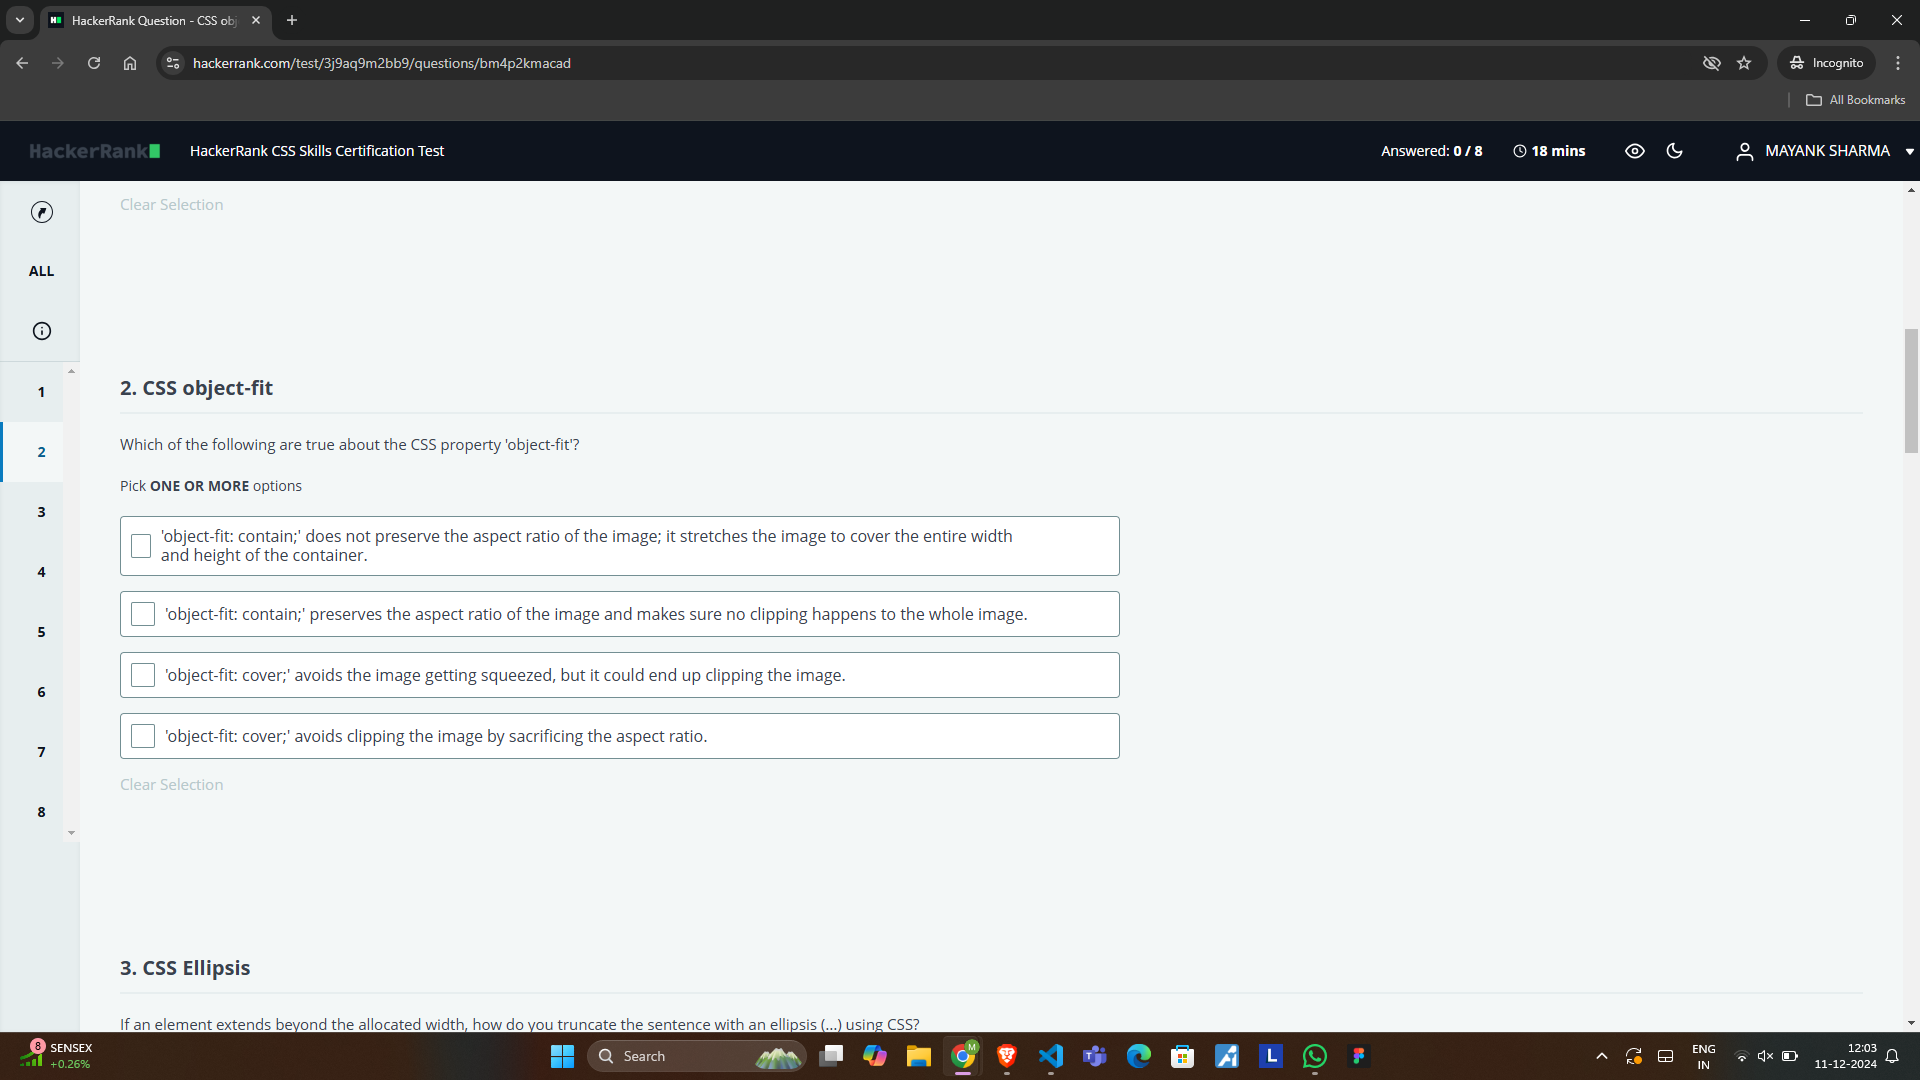 HackerRank Question - CSS obj
hackerrank.com/test/3j9aq9m2bb9/questions/bm4p2kmacad
Incognito
All Bookmarks
HackerRank
HackerRank CSS Skills Certification Test
Answered: 0 / 8
18 mins
MAYANK SHARMA
Clear Selection
ALL
1
2
3
4
5
6
7
8
2. CSS object-fit
Which of the following are true about the CSS property 'object-fit'?
Pick ONE OR MORE options
'object-fit: contain;' does not preserve the aspect ratio of the image; it stretches the image to cover the entire width
and height of the container.
'object-fit: contain;' preserves the aspect ratio of the image and makes sure no clipping happens to the whole image.
'object-fit: cover;' avoids the image getting squeezed, but it could end up clipping the image.
'object-fit: cover;' avoids clipping the image by sacrificing the aspect ratio.
Clear Selection
3. CSS Ellipsis
If an element extends beyond the allocated width, how do you truncate the sentence with an ellipsis (...) using CSS?
8
SENSEX
+0.26%
Search
M
L
ENG
IN
12:03
11-12-2024